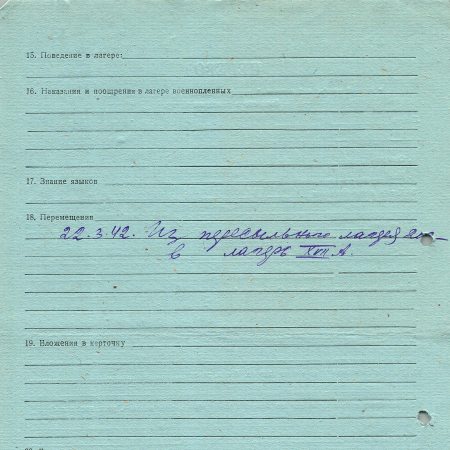 15. Поведение в лагере:
16. Наказания и поощрения в лагере военнопленных
17. Знание языков
18. Перемещения
22.3.42. Из пересыльного лагеря
в лагерь XVII А.
19. Вложения в карточку